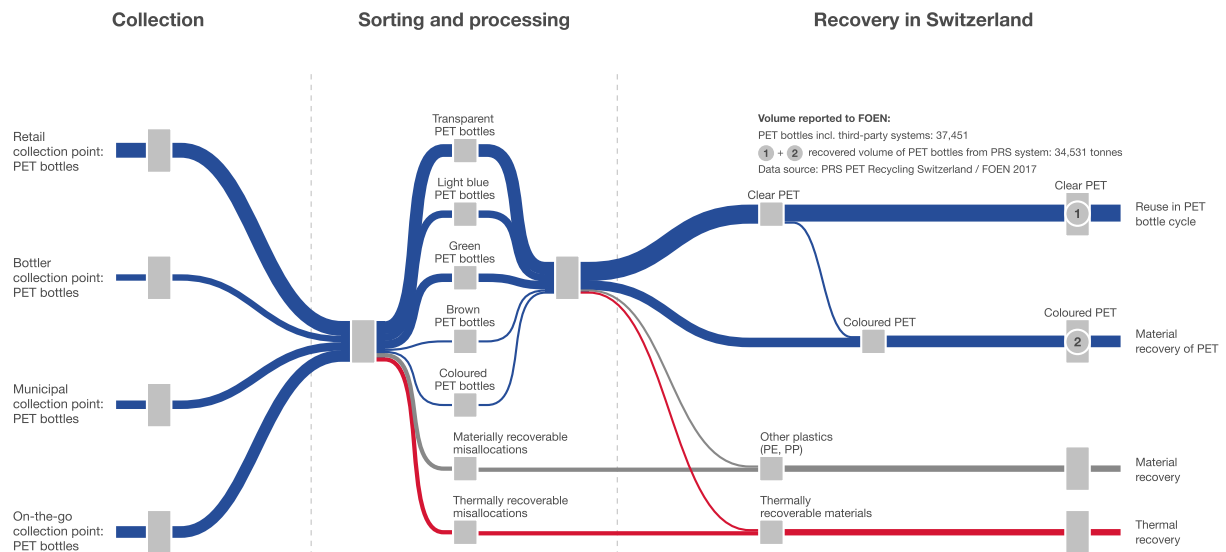 Collection
Sorting and processing
Recovery in Switzerland
Retail
collection point:
PET bottles
Bottler
collection point:
PET bottles
Municipal
collection point:
PET bottles
On-the-go
collection point:
PET bottles
Transparent
PET bottles
Light blue
PET bottles
Green
PET bottles
Brown
PET bottles
Coloured
PET bottles
Materially recoverable
misallocations
Thermally recoverable
misallocations
Volume reported to FOEN:
PET bottles incl. third-party systems: 37,451
1 + 2 recovered volume of PET bottles from PRS system: 34,531 tonnes
Data source: PRS PET Recycling Switzerland / FOEN 2017
Clear PET
Coloured PET
Other plastics
(PE, PP)
Thermally
recoverable materials
Clear PET
1
Coloured PET
2
Reuse in PET
bottle cycle
Material
recovery of PET
Material
recovery
Thermal
recovery